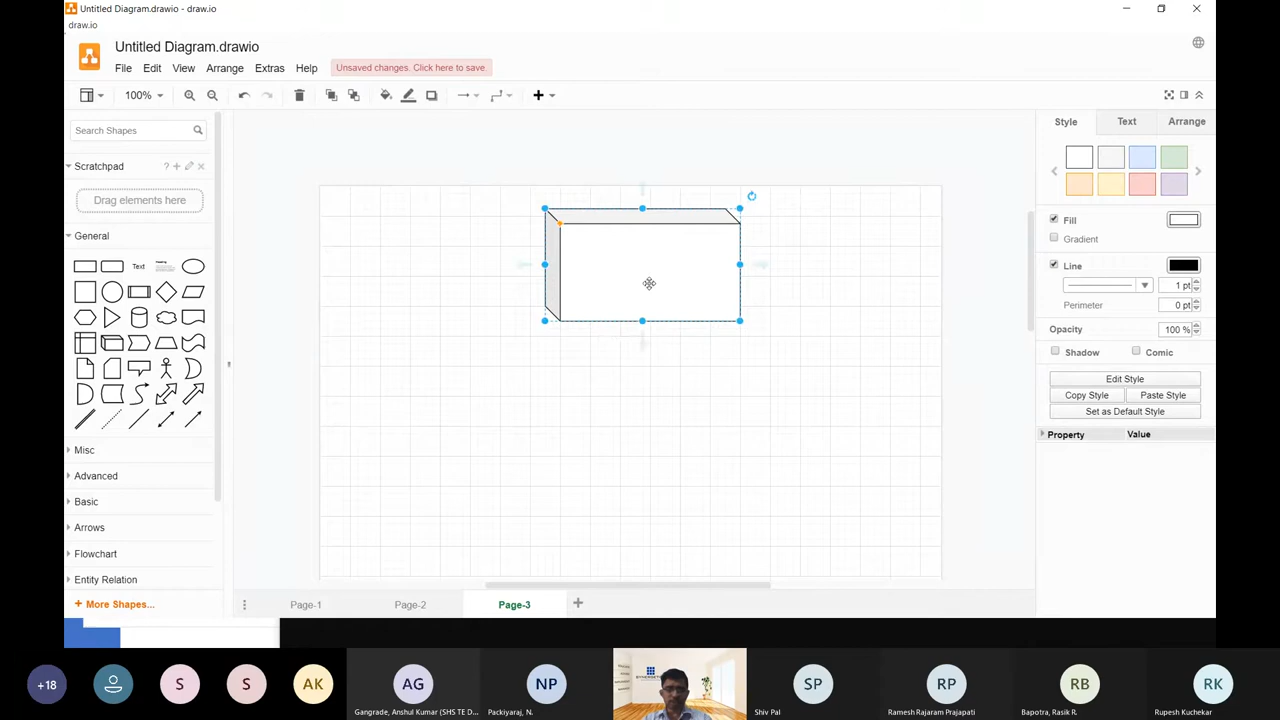 Untitled Diagram.drawio - draw.io
draw.io
Untitled Diagram.drawio
File Edit View Arrange Extras Help Unsaved changes. Click here to save.
100%
Search Shapes
Scratchpad
?
Drag elements here
General
Text
Misc
Advanced
Basic
Arrows
Flowchart
Entity Relation
+ More Shapes...
Style Text Arrange
Fill
Gradient
Line
1 pt
Perimeter 0 pt
Opacity 100 %
Shadow Comic
Edit Style
Copy Style Paste Style
Set as Default Style
Property Value
Page-1 Page-2 Page-3
+18 S S AK AG NP SP RP RB RK
Gangrade, Anshul Kumar (SHS TE D... Packiyaraj, N. Shiv Pal Ramesh Rajaram Prajapati Bapotra, Rasik R. Rupesh Kuchekar